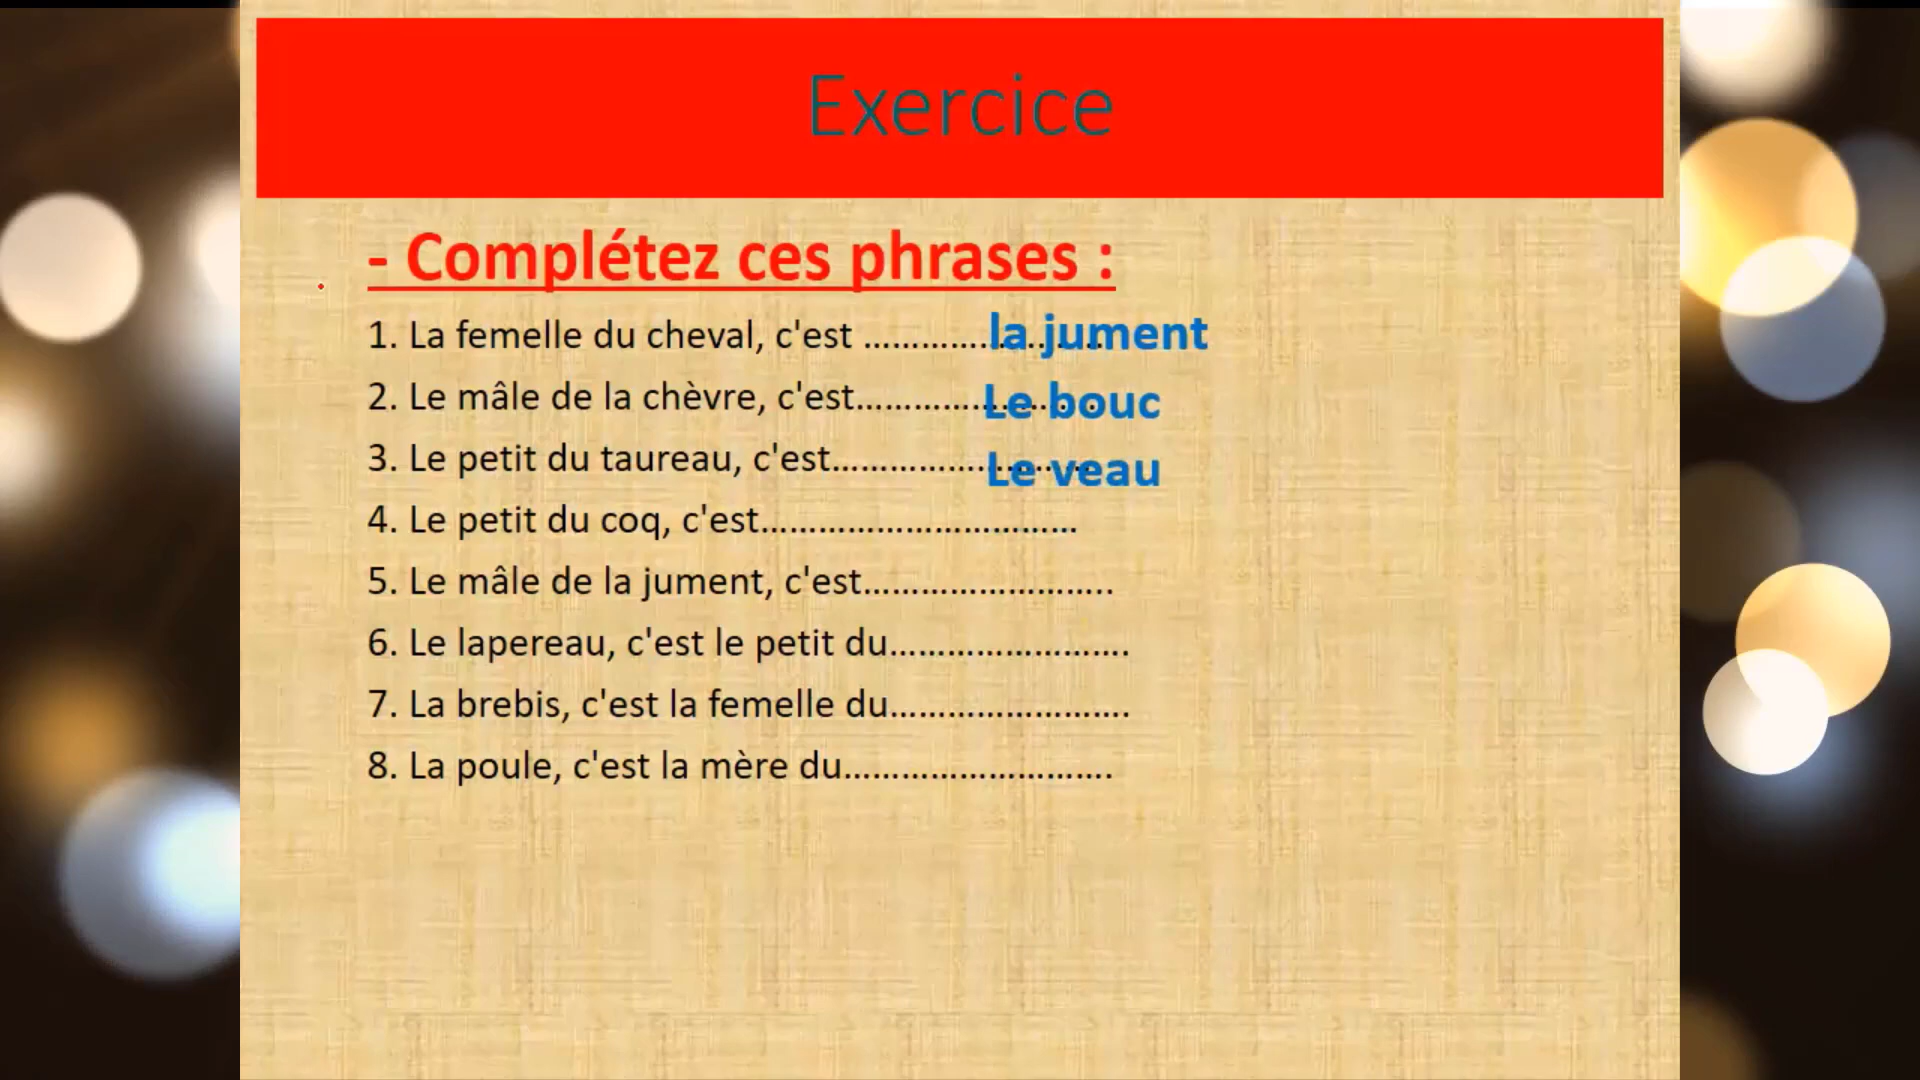 Exercice
- Complétez ces phrases :
1. La femelle du cheval, c'est ......................... la jument
2. Le mâle de la chèvre, c'est......................... Le bouc
3. Le petit du taureau, c'est......................... Le veau
4. Le petit du coq, c'est.................................
5. Le mâle de la jument, c'est..........................
6. Le lapereau, c'est le petit du.........................
7. La brebis, c'est la femelle du.........................
8. La poule, c'est la mère du............................